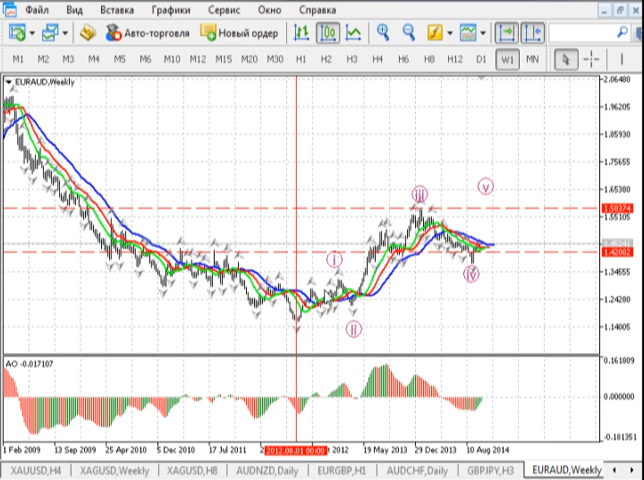 Файл Вид Вставка Графики Сервис Окно Справка
Авто-торговля Новый ордер
M1 M2 M3 M4 M5 M6 M10 M12 M15 M20 M30 H1 H2 H3 H4 H6 H8 H12 D1 W1 MN
EURAUD,Weekly
2.06480
1.96205
1.85930
1.75655
1.65380
1.58374
1.55105
1.42082
1.34555
1.24280
1.14005
i
ii
iii
iv
v
AO -0.017107
0.161809
0.000000
-0.181351
1 Feb 2009 13 Sep 2009 25 Apr 2010 5 Dec 2010 17 Jul 2011 2012.08.01 00:00 2012 19 May 2013 29 Dec 2013 10 Aug 2014
XAUUSD,H4 XAGUSD,Weekly XAGUSD,H8 AUDNZD,Daily EURGBP,H1 AUDCHF,Daily GBPJPY,H3 EURAUD,Weekly